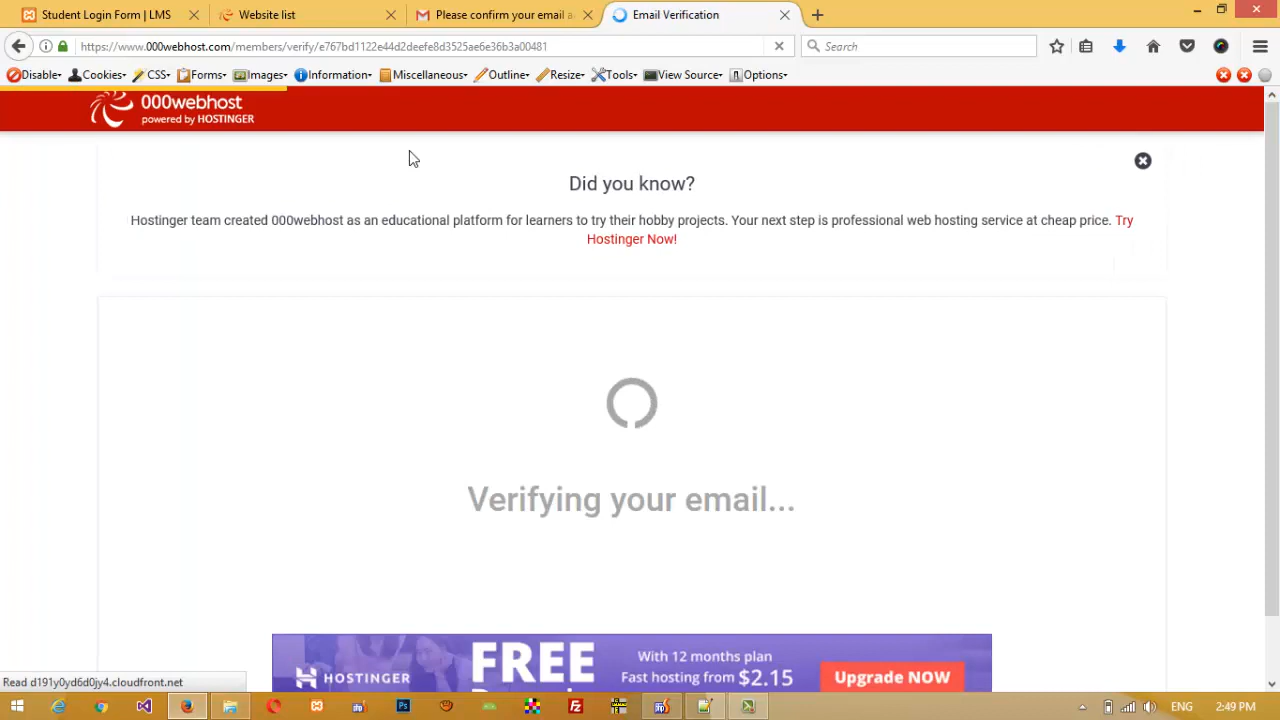 Student Login Form | LMS
Website list
Please confirm your email a
Email Verification
https://www.000webhost.com/members/verify/e767bd1122e44d2deefe8d3525ae6e36b3a00481
Search
Disable
Cookies
CSS
Forms
Images
Information
Miscellaneous
Outline
Resize
Tools
View Source
Options
000webhost
powered by HOSTINGER
Did you know?
Hostinger team created 000webhost as an educational platform for learners to try their hobby projects. Your next step is professional web hosting service at cheap price. Try
Hostinger Now!
Verifying your email...
HOSTINGER
FREE
With 12 months plan
Fast hosting from $2.15
Upgrade NOW
Read d191y0yd6d0jy4.cloudfront.net
ENG
2:49 PM